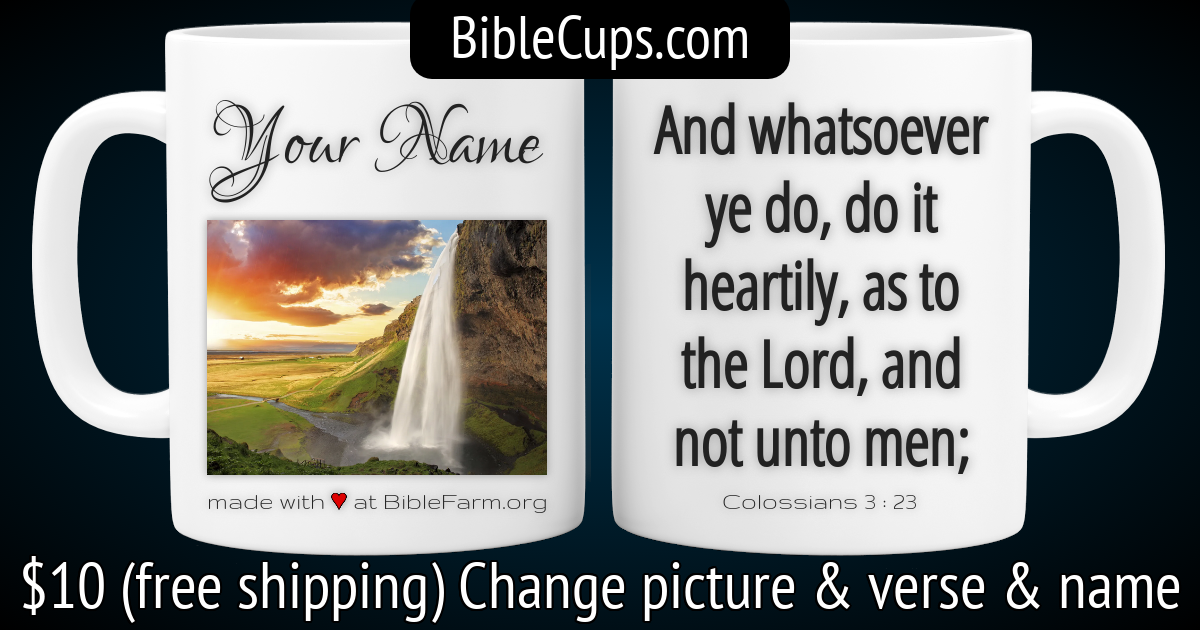 BibleCups.com
Your Name
made with ♥ at BibleFarm.org
And whatsoever
ye do, do it
heartily, as to
the Lord, and
not unto men;
Colossians 3 : 23
$10 (free shipping) Change picture & verse & name